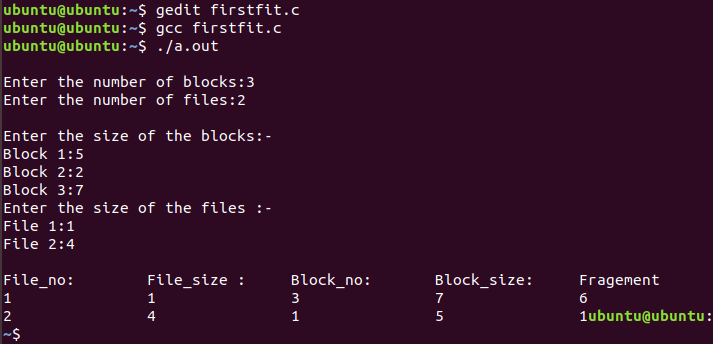 ubuntu@ubuntu:~$ gedit firstfit.c
ubuntu@ubuntu:~$ gcc firstfit.c
ubuntu@ubuntu:~$ ./a.out
Enter the number of blocks:3
Enter the number of files:2
Enter the size of the blocks:-
Block 1:5
Block 2:2
Block 3:7
Enter the size of the files :-
File 1:1
File 2:4
File_no: File_size : Block_no: Block_size: Fragement
1 1 3 7 6
2 4 1 5 1ubuntu@ubuntu:
~$